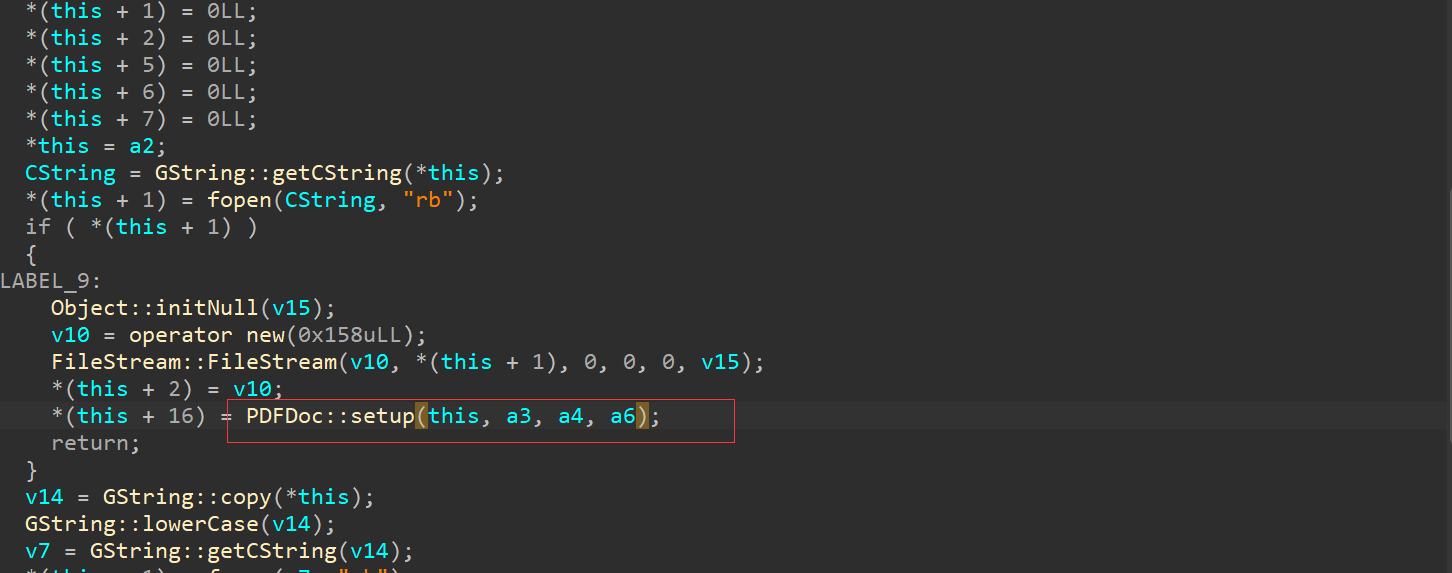 *(this + 1) = 0LL;
*(this + 2) = 0LL;
*(this + 5) = 0LL;
*(this + 6) = 0LL;
*(this + 7) = 0LL;
*this = a2;
CString = GString::getCString(*this);
*(this + 1) = fopen(CString, "rb");
if ( *(this + 1) )
{
LABEL_9:
Object::initNull(v15);
v10 = operator new(0x158uLL);
FileStream::FileStream(v10, *(this + 1), 0, 0, 0, v15);
*(this + 2) = v10;
*(this + 16) = PDFDoc::setup(this, a3, a4, a6);
return;
}
v14 = GString::copy(*this);
GString::lowerCase(v14);
v7 = GString::getCString(v14);